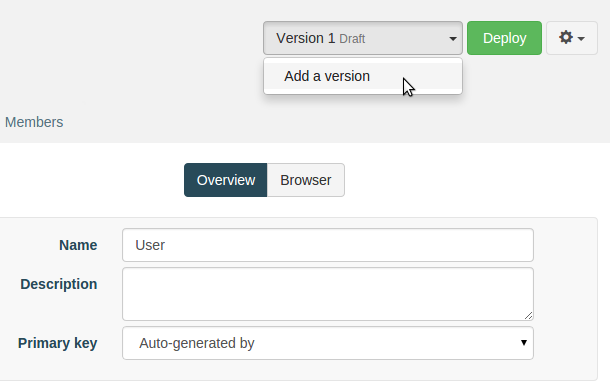 Version 1 Draft
Deploy
Add a version
Members
Overview
Browser
Name
User
Description
Primary key
Auto-generated by